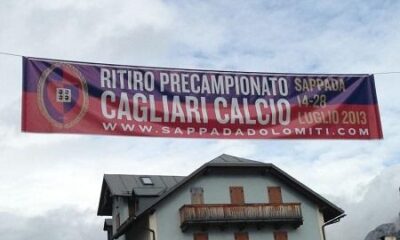 RITIRO PRECAMPIONATO
CAGLIARI CALCIO
SAPPADA
14-28
LUGLIO 2013
WWW.SAPPADADOLOMITI.COM